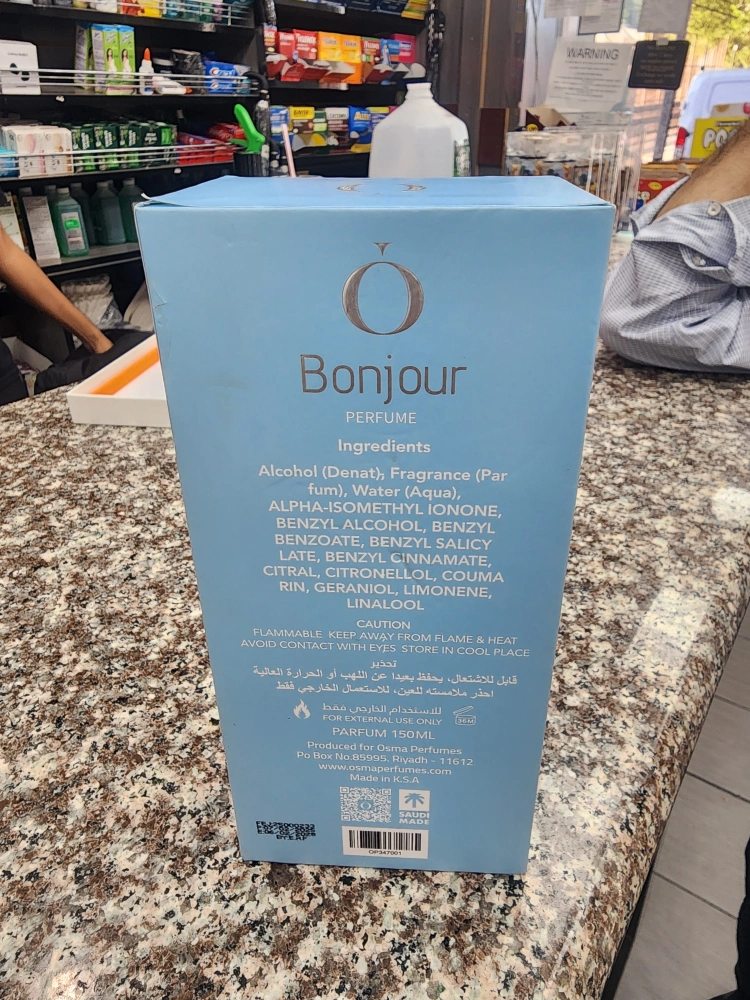 WARNING
Bonjour
PERFUME
Ingredients
Alcohol (Denat), Fragrance (Par
fum), Water (Aqua),
ALPHA-ISOMETHYL IONONE,
BENZYL ALCOHOL, BENZYL
BENZOATE, BENZYL SALICY
LATE, BENZYL CINNAMATE,
CITRAL, CITRONELLOL, COUMA
RIN, GERANIOL, LIMONENE,
LINALOOL
CAUTION
FLAMMABLE KEEP AWAY FROM FLAME & HEAT
AVOID CONTACT WITH EYES STORE IN COOL PLACE
تحذير
قابل للاشتعال، يحفظ بعيدا عن اللهب أو الحرارة العالية
احذر ملامسته للعين، للاستعمال الخارجي فقط
للاستخدام الخارجي فقط
FOR EXTERNAL USE ONLY
36M
PARFUM 150ML
Produced for Osma Perfumes
Po Box No.85995. Riyadh - 11612
www.osmaperfumes.com
Made in K.S.A
SAUDI
MADE
OP347001